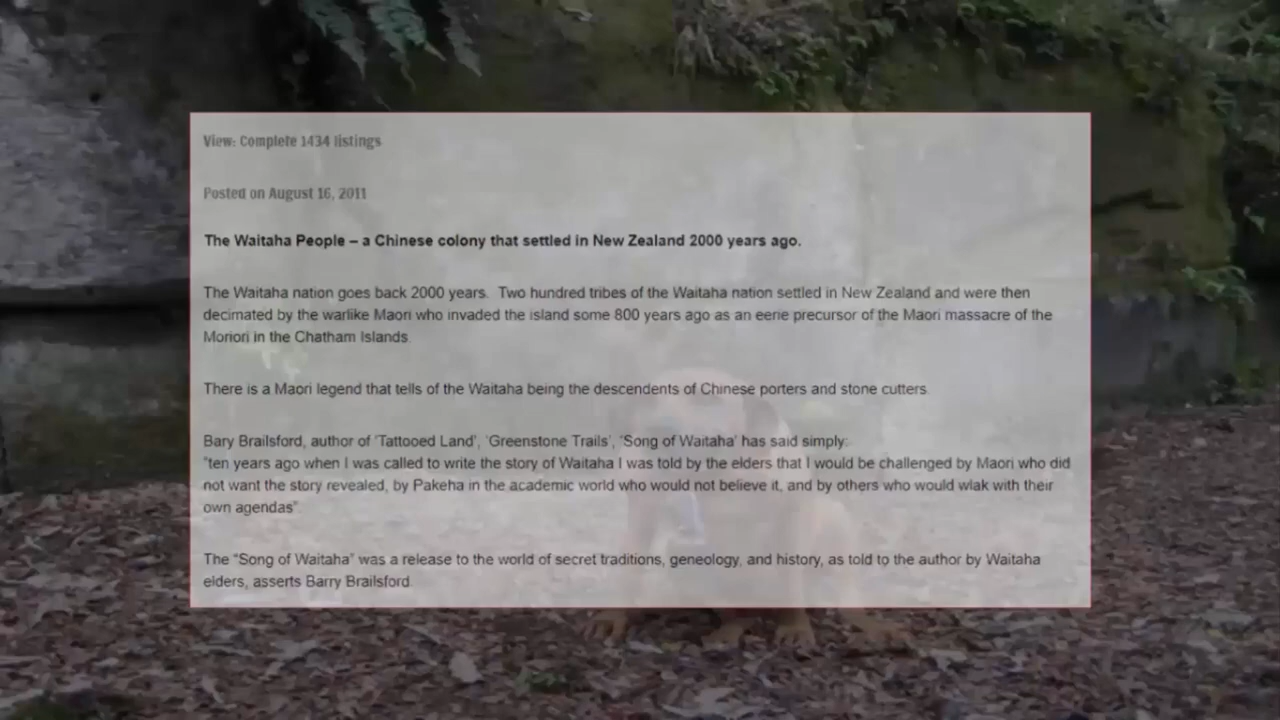 View: Complete 1434 listings
Posted on August 16, 2011
The Waitaha People – a Chinese colony that settled in New Zealand 2000 years ago.
The Waitaha nation goes back 2000 years. Two hundred tribes of the Waitaha nation settled in New Zealand and were then
decimated by the warlike Maori who invaded the island some 800 years ago as an eerie precursor of the Maori massacre of the
Moriori in the Chatham Islands.
There is a Maori legend that tells of the Waitaha being the descendents of Chinese porters and stone cutters.
Bary Brailsford, author of 'Tattooed Land', 'Greenstone Trails', 'Song of Waitaha' has said simply:
"ten years ago when I was called to write the story of Waitaha I was told by the elders that I would be challenged by Maori who did
not want the story revealed, by Pakeha in the academic world who would not believe it, and by others who would wlak with their
own agendas"
The "Song of Waitaha" was a release to the world of secret traditions, geneology, and history, as told to the author by Waitaha
elders, asserts Barry Brailsford.